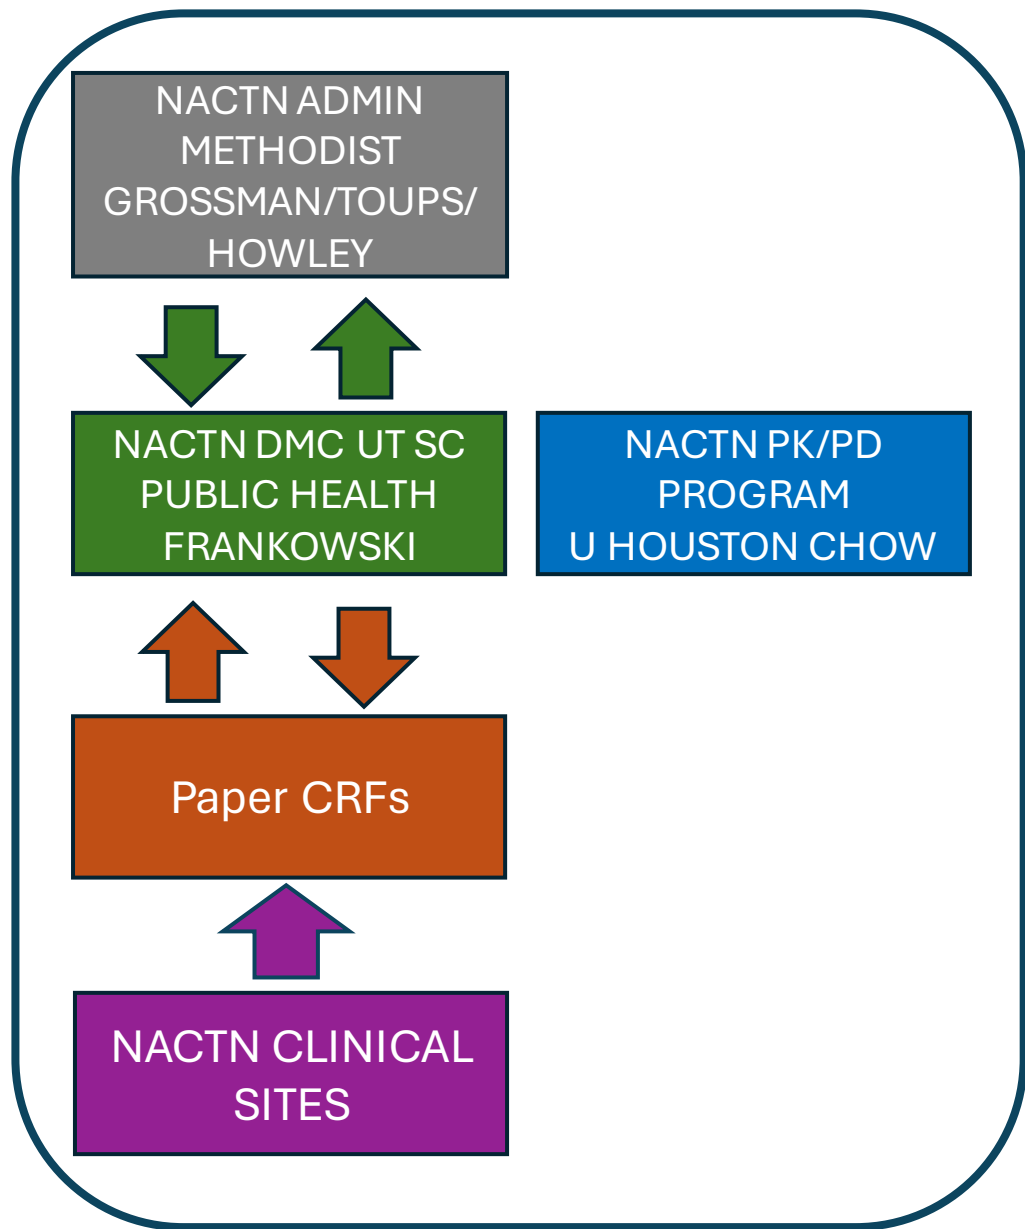 NACTN ADMIN
METHODIST
GROSSMAN/TOUPS/
HOWLEY
NACTN DMC UT SC
PUBLIC HEALTH
FRANKOWSKI
NACTN PK/PD
PROGRAM
U HOUSTON CHOW
Paper CRFs
NACTN CLINICAL
SITES